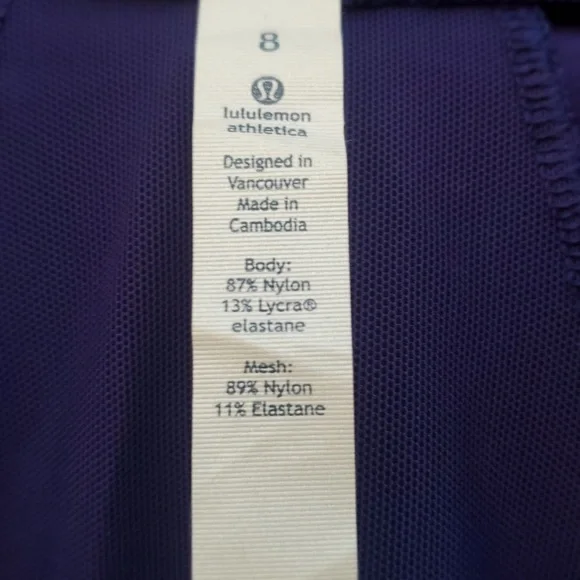 8
lululemon
athletica
Designed in
Vancouver
Made in
Cambodia
Body:
87% Nylon
13% Lycra®
elastane
Mesh:
89% Nylon
11% Elastane